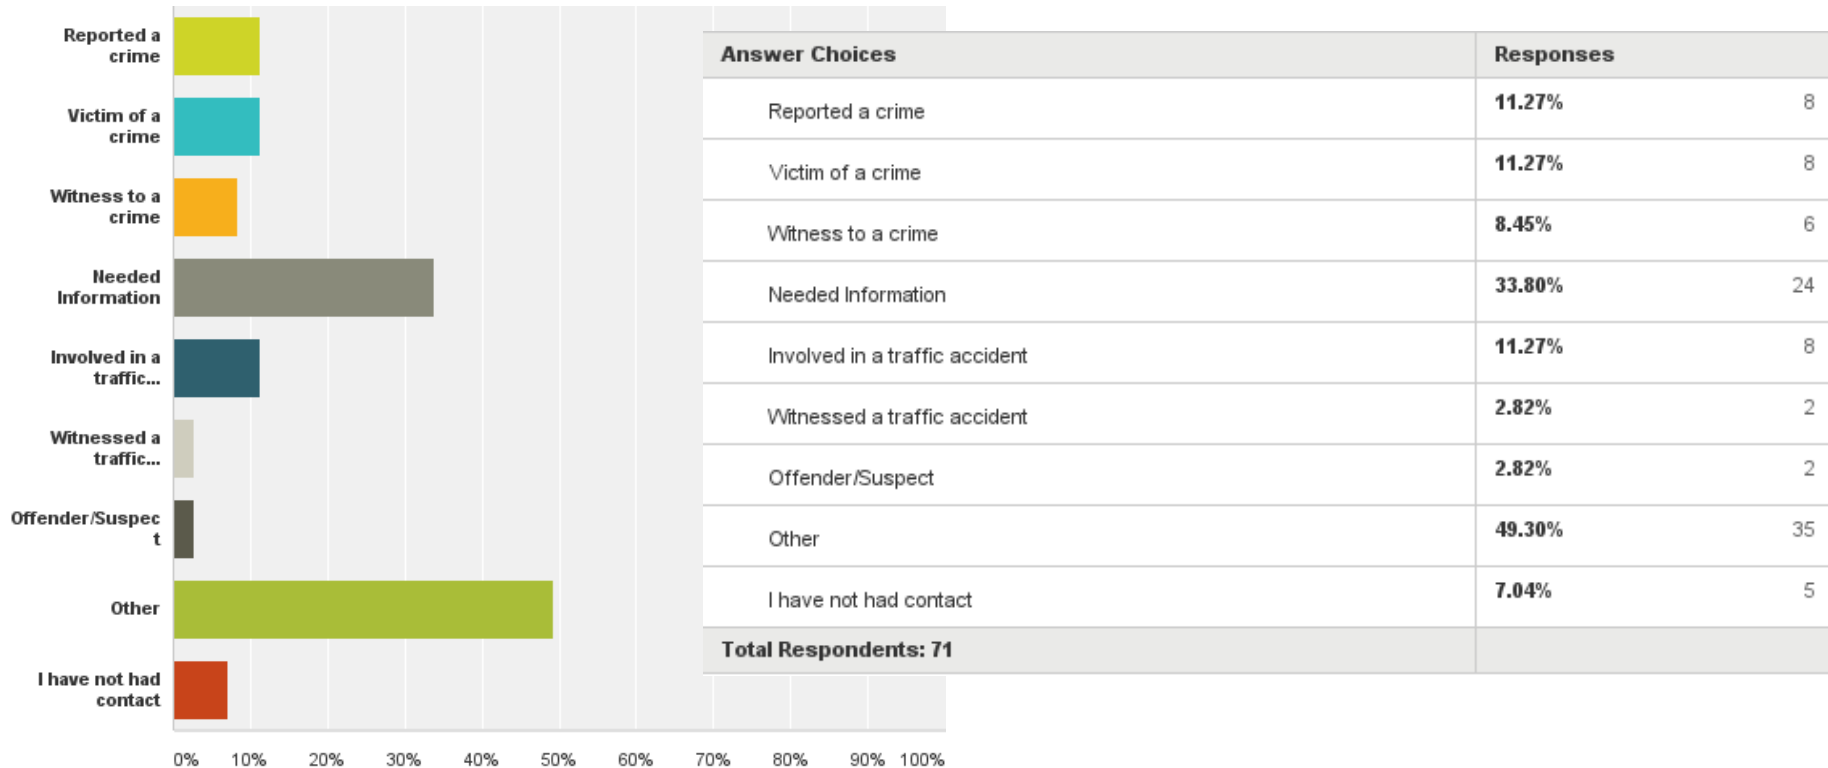 Reported a
crime
Victim of a
crime
Witness to a
crime
Needed
Information
Involved in a
traffic...
Witnessed a
traffic...
Offender/Suspec
t
Other
I have not had
contact
0% 10% 20% 30% 40% 50% 60% 70% 80% 90% 100%
Answer Choices Responses
Reported a crime 11.27% 8
Victim of a crime 11.27% 8
Witness to a crime 8.45% 6
Needed Information 33.80% 24
Involved in a traffic accident 11.27% 8
Witnessed a traffic accident 2.82% 2
Offender/Suspect 2.82% 2
Other 49.30% 35
I have not had contact 7.04% 5
Total Respondents: 71